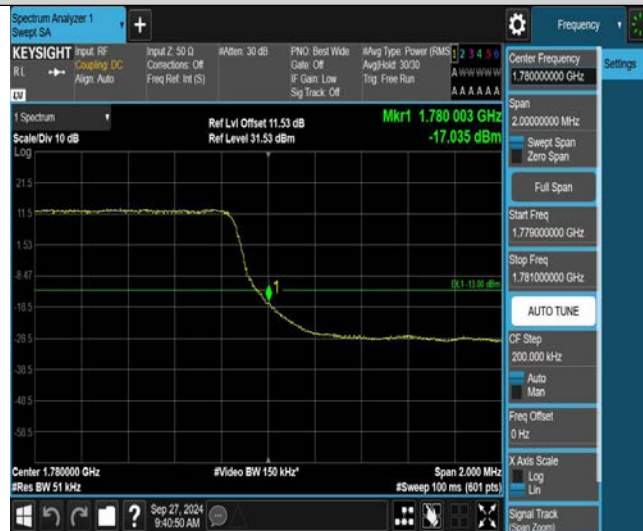 Spectrum Analyzer 1
Swept SA
+
Frequency
KEYSIGHT
Input: RF
Coupling: DC
Align: Auto
Input Z: 50 Ω
Corrections: Off
Freq Ref: Int (S)
#Atten: 30 dB
PNO: Best Wide
Gate: Off
IF Gain: Low
Sig Track: Off
#Avg Type: Power (RMS
Avg|Hold: 30/30
Trig: Free Run
1 2 3 4 5 6
A W W W W W
A A A A A A
RL
LXI
Center Frequency
1.780000000 GHz
Settings
Span
2.00000000 MHz
Swept Span
Zero Span
Full Span
Start Freq
1.779000000 GHz
Stop Freq
1.781000000 GHz
AUTO TUNE
CF Step
200.000 kHz
Auto
Man
Freq Offset
0 Hz
X Axis Scale
Log
Lin
Signal Track
(Span Zoom)
1 Spectrum
Scale/Div 10 dB
Log
Ref Lvl Offset 11.53 dB
Ref Level 31.53 dBm
Mkr1 1.780 003 GHz
-17.035 dBm
21.5
11.5
1.53
-8.47
-18.5
-28.5
-38.5
-48.5
-58.5
1
DL1 -13.00 dBm
Center 1.780000 GHz
#Res BW 51 kHz
#Video BW 150 kHz*
Span 2.000 MHz
#Sweep 100 ms (601 pts)
?
Sep 27, 2024
9:40:50 AM